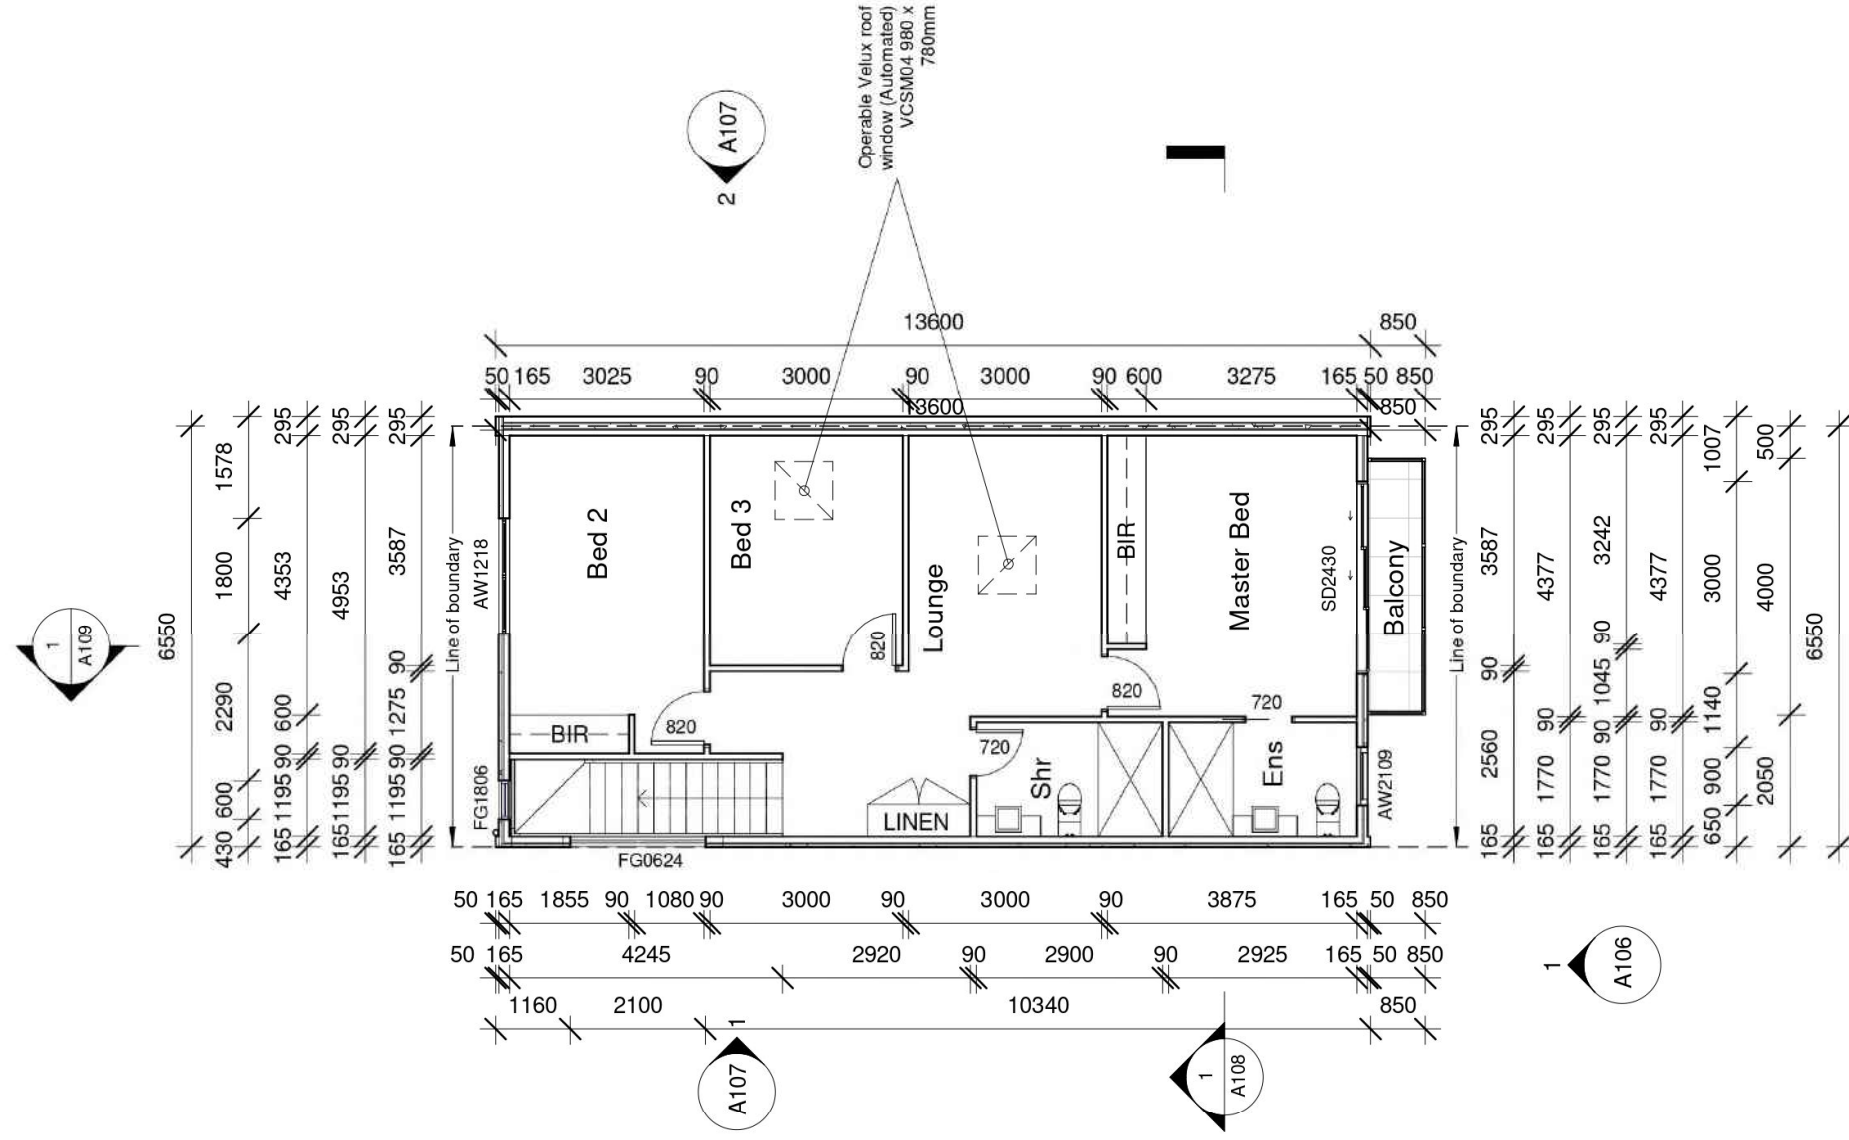 Operable Velux roof
window (Automated)
VCSM04 980 x
780mm
A107
2
13600
850
50 165 3025 90 3000 90 3000 90 600 3275 165 50 850
13600
850
1
A109
6550
1578
1800
2290
600
430
295
4353
600
90
1195
165
295
4953
90
1195
165
295
3587
90
1275
90
1195
165
Line of boundary
AW1218
FG1806
Bed 2
Bed 3
Lounge
BIR
Master Bed
SD2430
Balcony
820
820
820
720
720
BIR
Shr
Ens
LINEN
FG0624
AW2109
Line of boundary
295
3587
90
2560
165
295
4377
90
1770
165
295
3242
90
1045
90
1770
165
295
4377
90
1770
165
1007
3000
1140
900
650
500
4000
2050
6550
50 165 1855 90 1080 90 3000 90 3000 90 3875 165 50 850
50 165 4245 2920 90 2900 90 2925 165 50 850
1160 2100 10340 850
1
A107
1
A108
1
A106